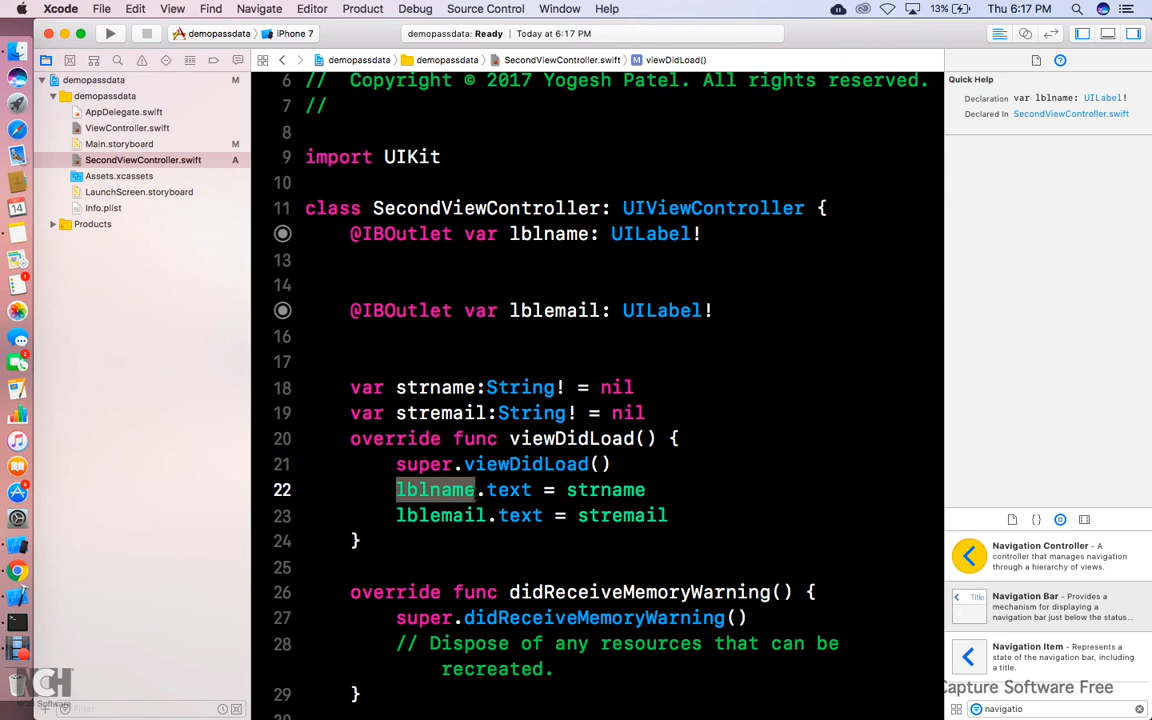 Xcode File Edit View Find Navigate Editor Product Debug Source Control Window Help 13% Thu 6:17 PM
demopassdata iPhone 7
demopassdata: Ready Today at 6:17 PM
demopassdata demopassdata SecondViewController.swift M viewDidLoad()
demopassdata M
demopassdata
AppDelegate.swift
ViewController.swift
Main.storyboard M
SecondViewController.swift A
Assets.xcassets
LaunchScreen.storyboard
Info.plist
Products
6 // Copyright © 2017 Yogesh Patel. All rights reserved.
7 //
8
9 import UIKit
10
11 class SecondViewController: UIViewController {
@IBOutlet var lblname: UILabel!
13
14
@IBOutlet var lblemail: UILabel!
16
17
18 var strname:String! = nil
19 var stremail:String! = nil
20 override func viewDidLoad() {
21 super.viewDidLoad()
22 lblname.text = strname
23 lblemail.text = stremail
24 }
25
26 override func didReceiveMemoryWarning() {
27 super.didReceiveMemoryWarning()
28 // Dispose of any resources that can be
recreated.
29 }
Quick Help
Declaration var lblname: UILabel!
Declared In SecondViewController.swift
Navigation Controller - A
controller that manages navigation
through a hierarchy of views.
Title
Navigation Bar - Provides a
mechanism for displaying a
navigation bar just below the status...
Navigation Item - Represents a
state of the navigation bar, including
a title.
Capture Software Free
navigatio
NCH Software
Filter